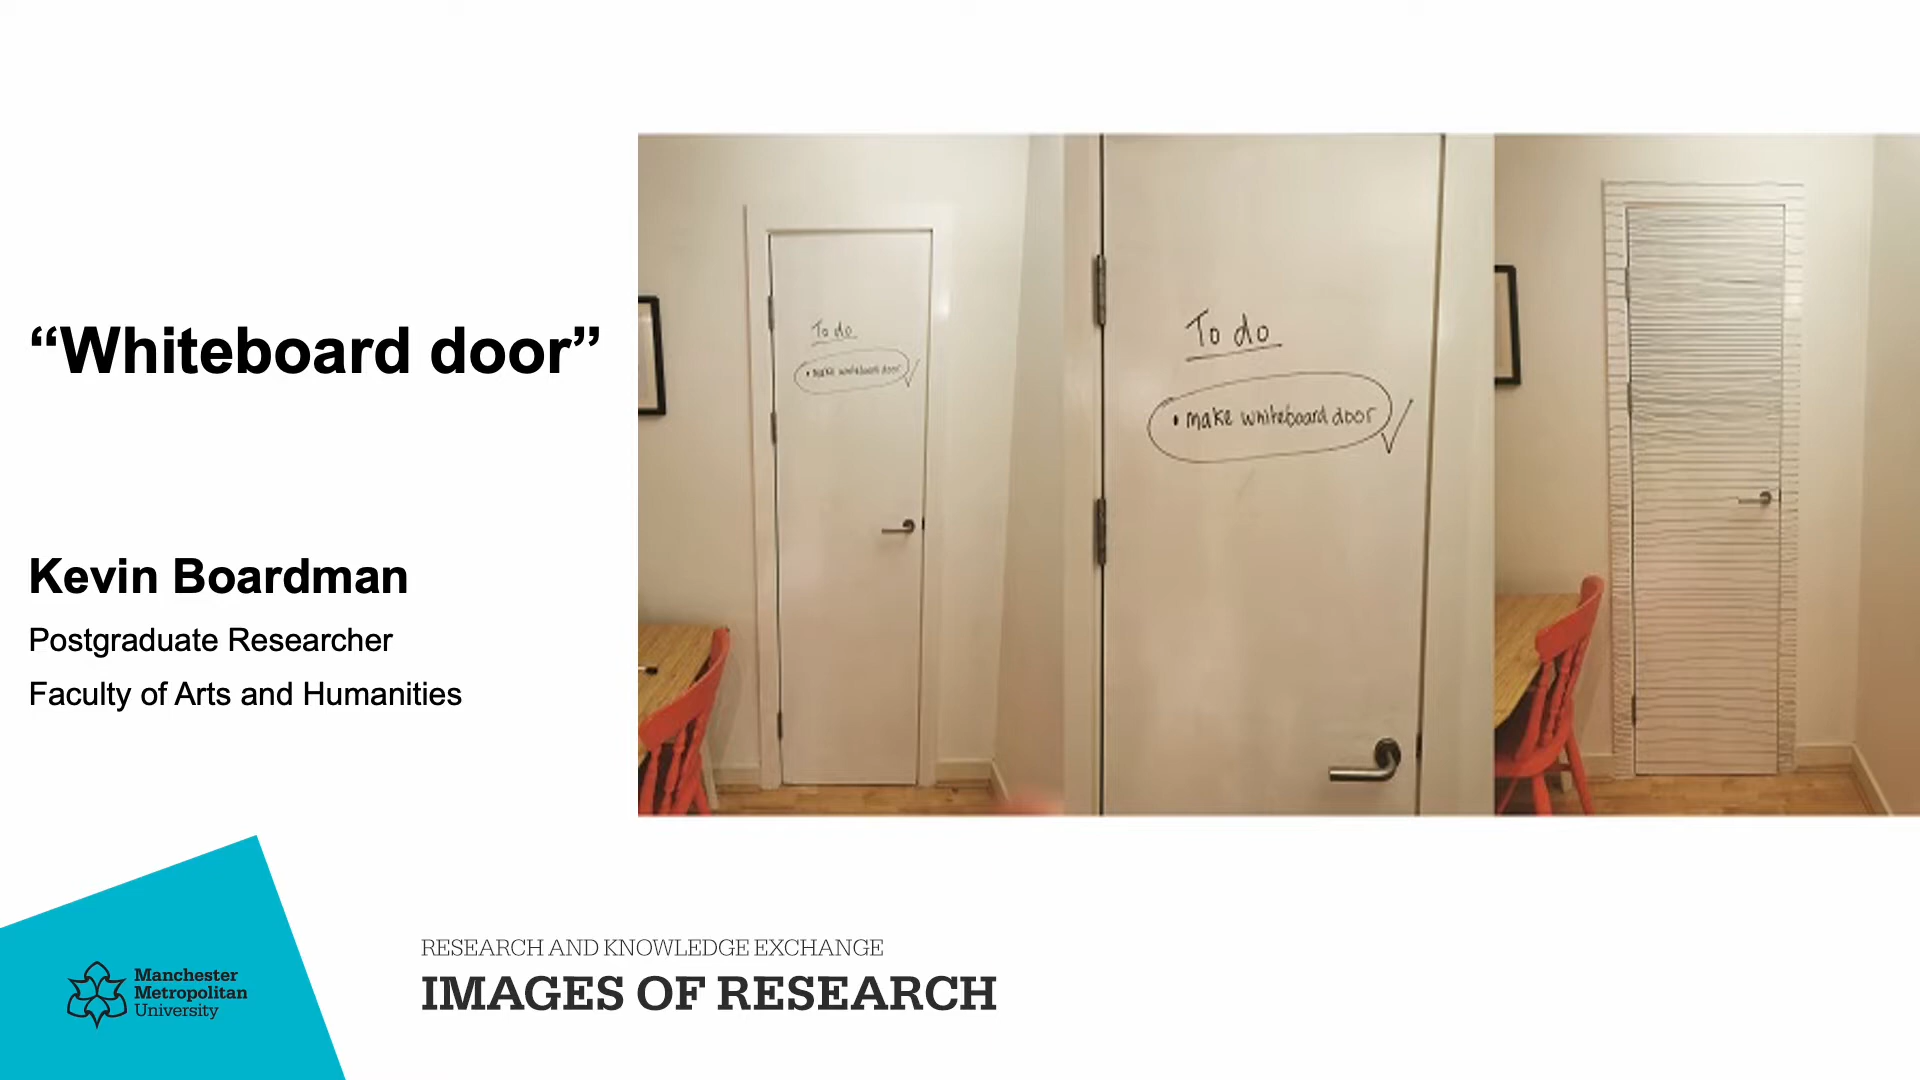 “Whiteboard door”
Kevin Boardman
Postgraduate Researcher
Faculty of Arts and Humanities
To do
• make whiteboard door
To do
• make whiteboard door
RESEARCH AND KNOWLEDGE EXCHANGE
IMAGES OF RESEARCH
Manchester
Metropolitan
University